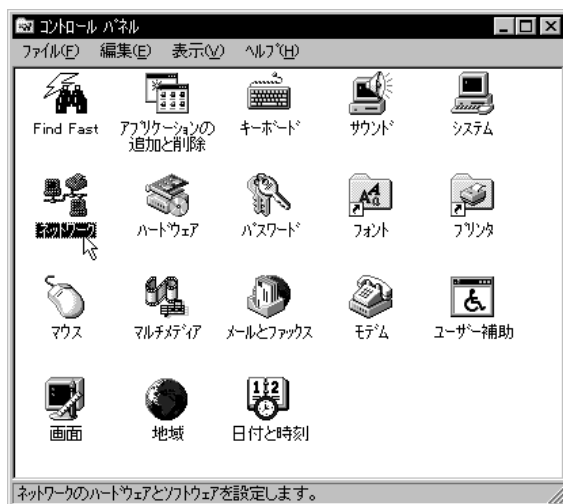 コントロール パネル
ファイル(F) 編集(E) 表示(V) ヘルプ(H)
Find Fast
アプリケーションの
追加と削除
キーボード
サウンド
システム
ネットワーク
ハードウェア
パスワード
フォント
プリンタ
マウス
マルチメディア
メールとファックス
モデム
ユーザー補助
画面
地域
日付と時刻
ネットワークのハードウェアとソフトウェアを設定します。